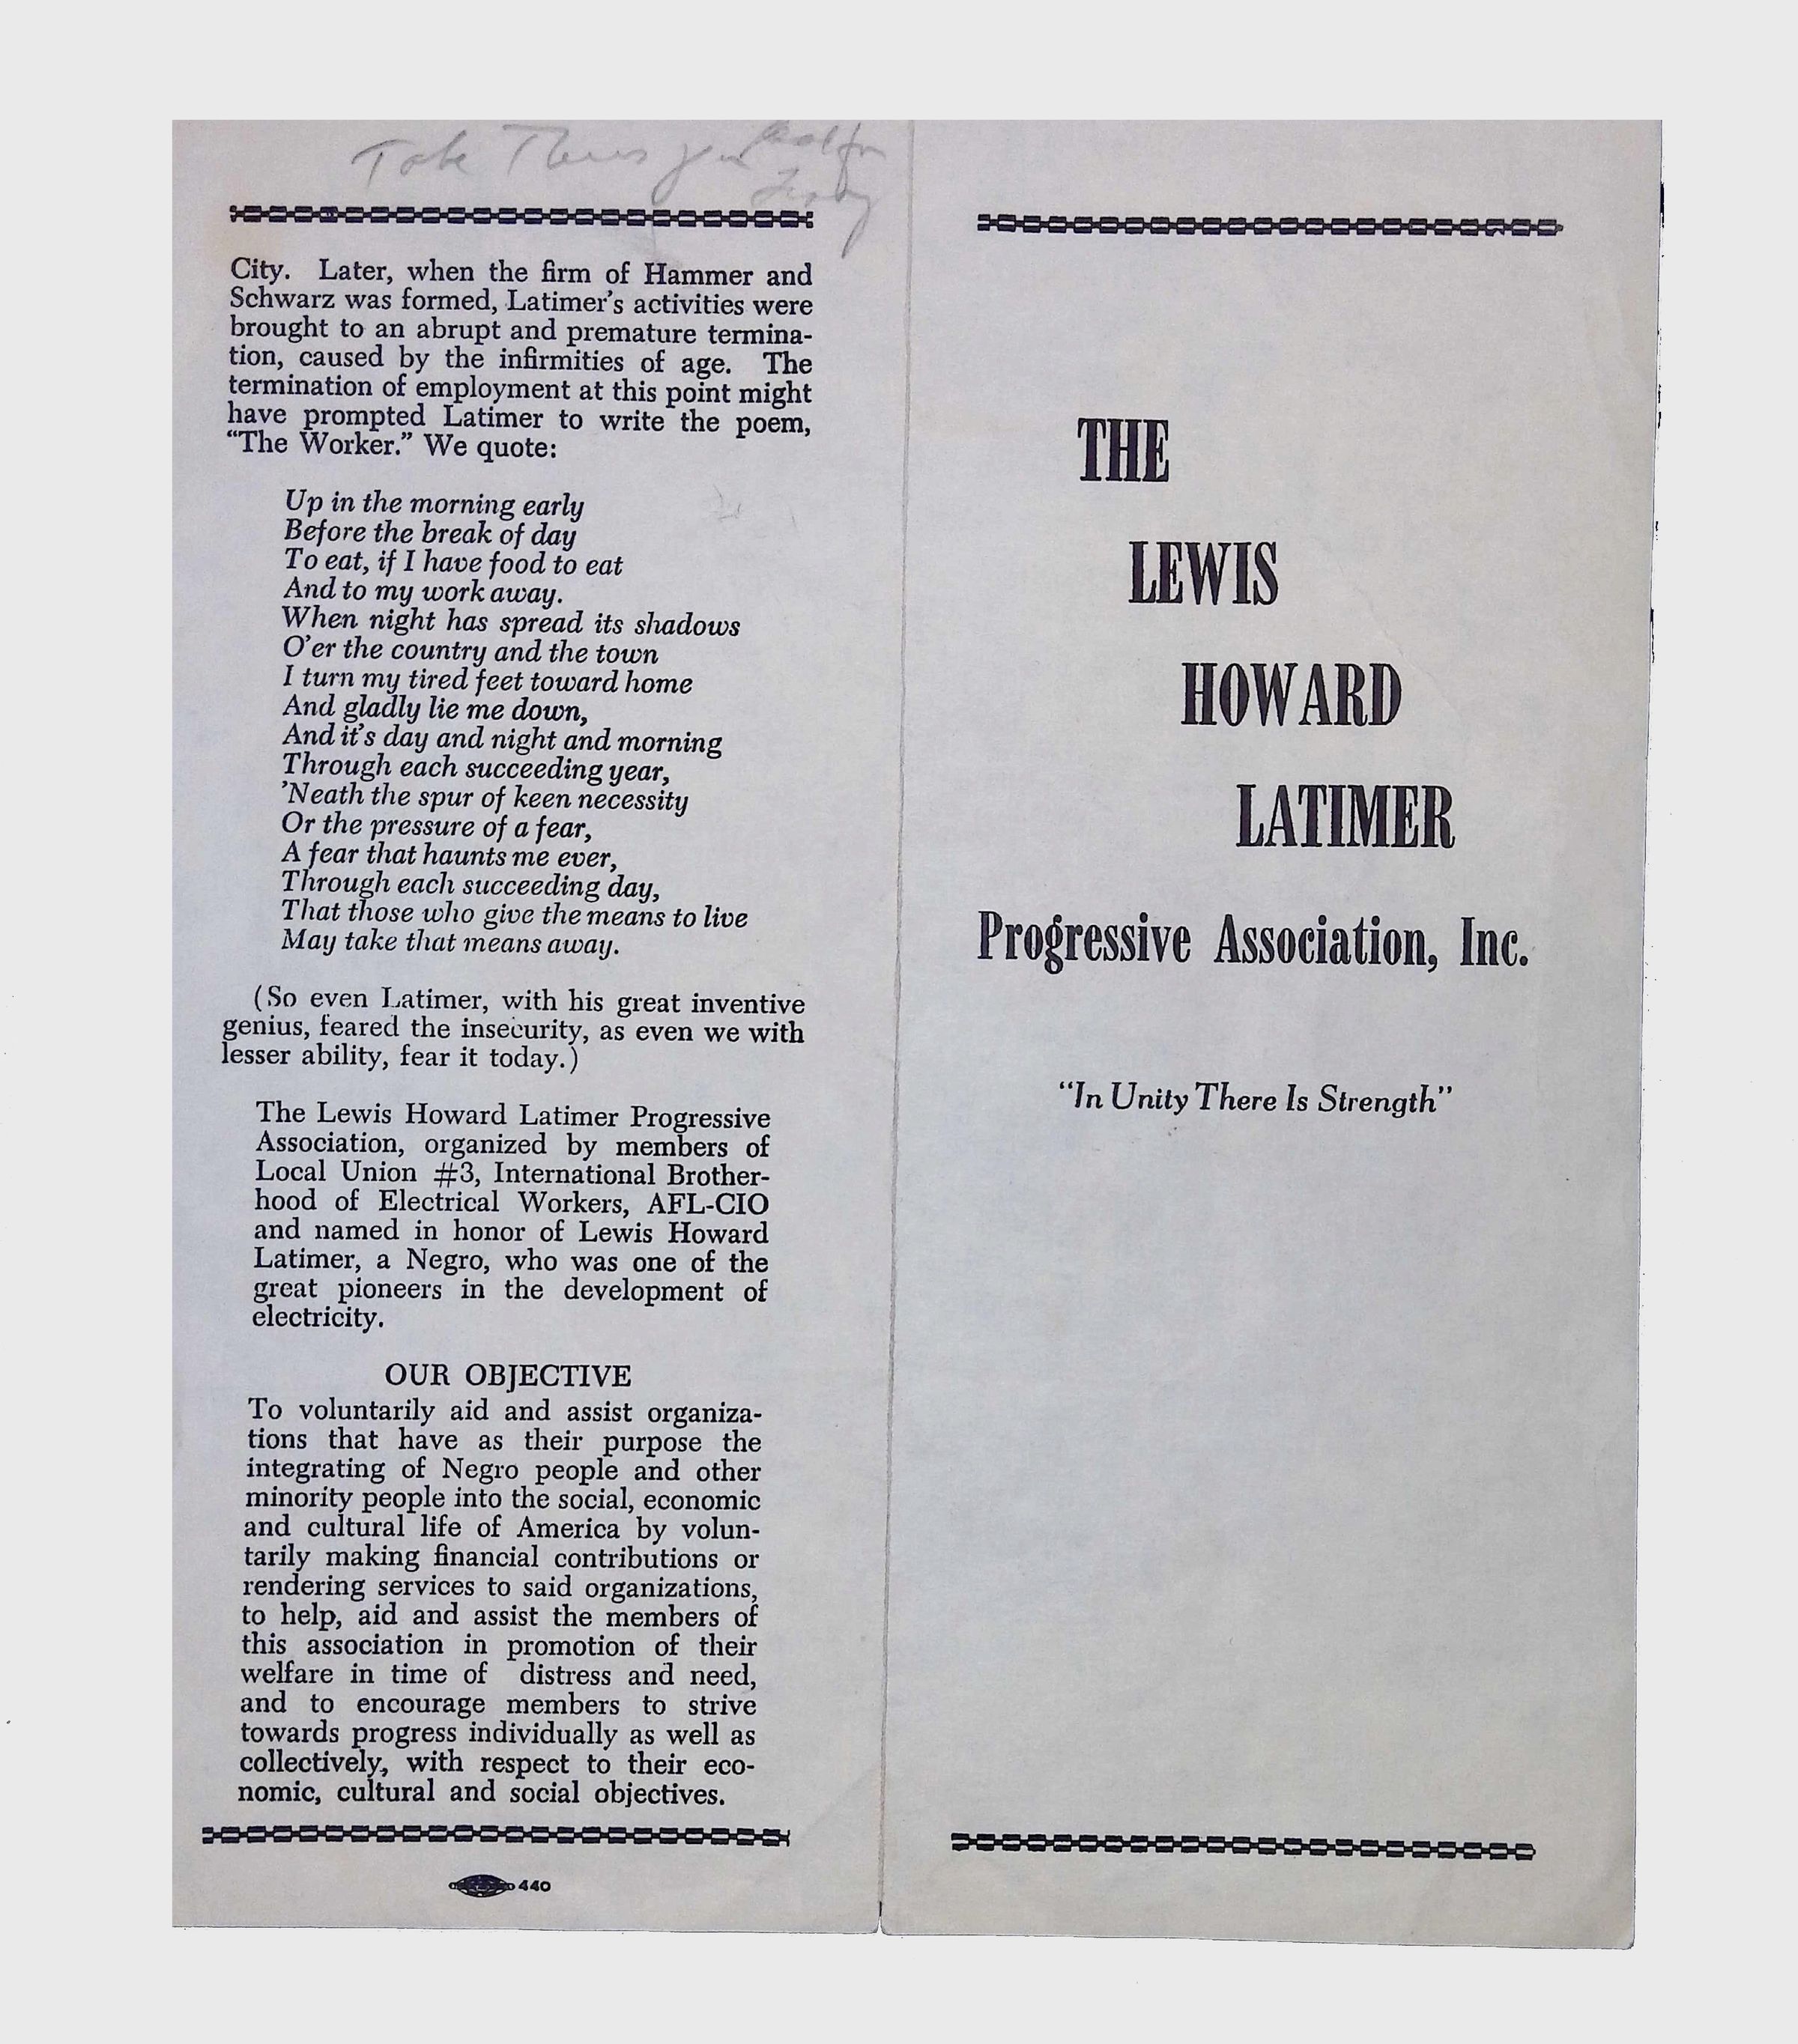 Take
City. Later, when the firm of Hammer and
Schwarz was formed, Latimer's activities were
brought to an abrupt and premature termina-
tion, caused by the infirmities of age. The
termination of employment at this point might
have prompted Latimer to write the poem,
“The Worker.” We quote:
Up in the morning early
Before the break of day
To eat, if I have food to eat
And to my work away.
When night has spread its shadows
O'er the country and the town
I turn my tired feet toward home
And gladly lie me down,
And it's day and night and morning
Through each succeeding year,
'Neath the spur of keen necessity
Or the pressure of a fear,
A fear that haunts me ever,
Through each succeeding day,
That those who give the means to live
May take that means away.
(So even Latimer, with his great inventive
genius, feared the insecurity, as even we with
lesser ability, fear it today.)
The Lewis Howard Latimer Progressive
Association, organized by members of
Local Union #3, International Brother-
hood of Electrical Workers, AFL-CIO
and named in honor of Lewis Howard
Latimer, a Negro, who was one of the
great pioneers in the development of
electricity.
OUR OBJECTIVE
To voluntarily aid and assist organiza-
tions that have as their purpose the
integrating of Negro people and other
minority people into the social, economic
and cultural life of America by volun-
tarily making financial contributions or
rendering services to said organizations,
to help, aid and assist the members of
this association in promotion of their
welfare in time of distress and need,
and to encourage members to strive
towards progress individually as well as
collectively, with respect to their eco-
nomic, cultural and social objectives.
440
THE
LEWIS
HOWARD
LATIMER
Progressive Association, Inc.
“In Unity There Is Strength”